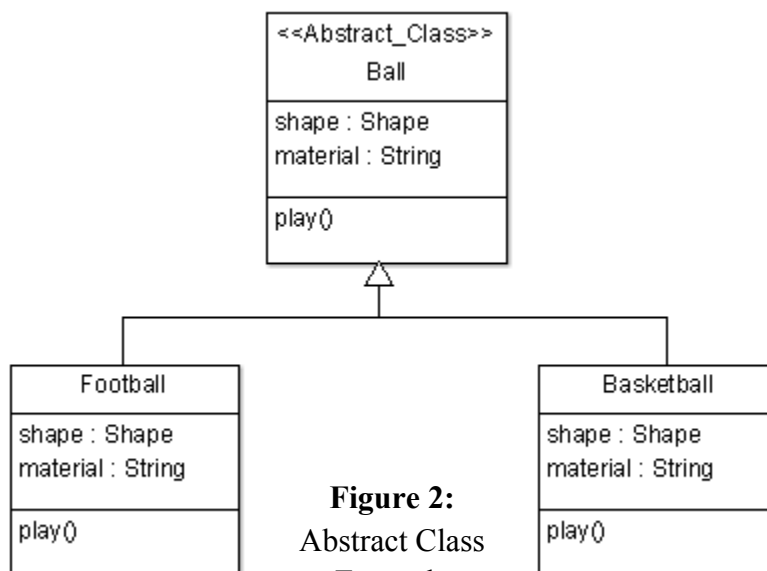 <<Abstract_Class>>
Ball
shape : Shape
material : String
play()
Football
shape : Shape
material : String
play()
Basketball
shape : Shape
material : String
play()
Figure 2:
Abstract Class